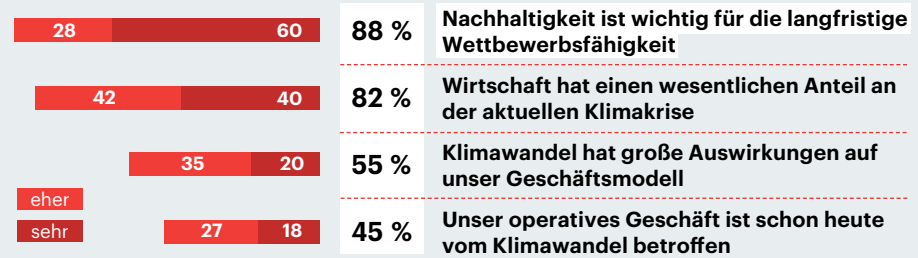 28 60 88 % Nachhaltigkeit ist wichtig für die langfristige
Wettbewerbsfähigkeit
42 40 82 % Wirtschaft hat einen wesentlichen Anteil an
der aktuellen Klimakrise
35 20 55 % Klimawandel hat große Auswirkungen auf
unser Geschäftsmodell
eher
sehr 27 18 45 % Unser operatives Geschäft ist schon heute
vom Klimawandel betroffen